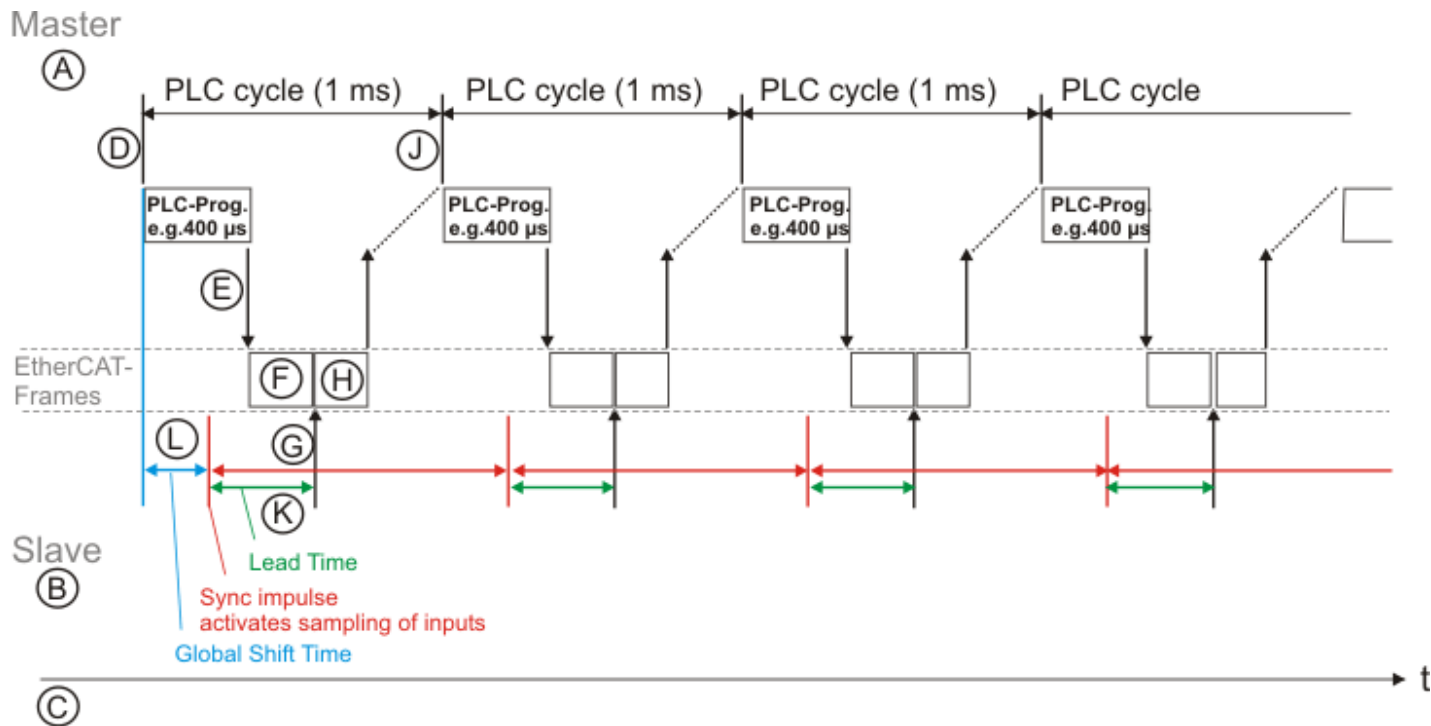 Master
A
PLC cycle (1 ms)
PLC cycle (1 ms)
PLC cycle (1 ms)
PLC cycle
D
J
PLC-Prog.
e.g.400 µs
PLC-Prog.
e.g.400 µs
PLC-Prog.
e.g.400 µs
PLC-Prog.
e.g.400 µs
E
EtherCAT-
Frames
F
H
L
G
K
Slave
B
Lead Time
Sync impulse
activates sampling of inputs
Global Shift Time
t
C